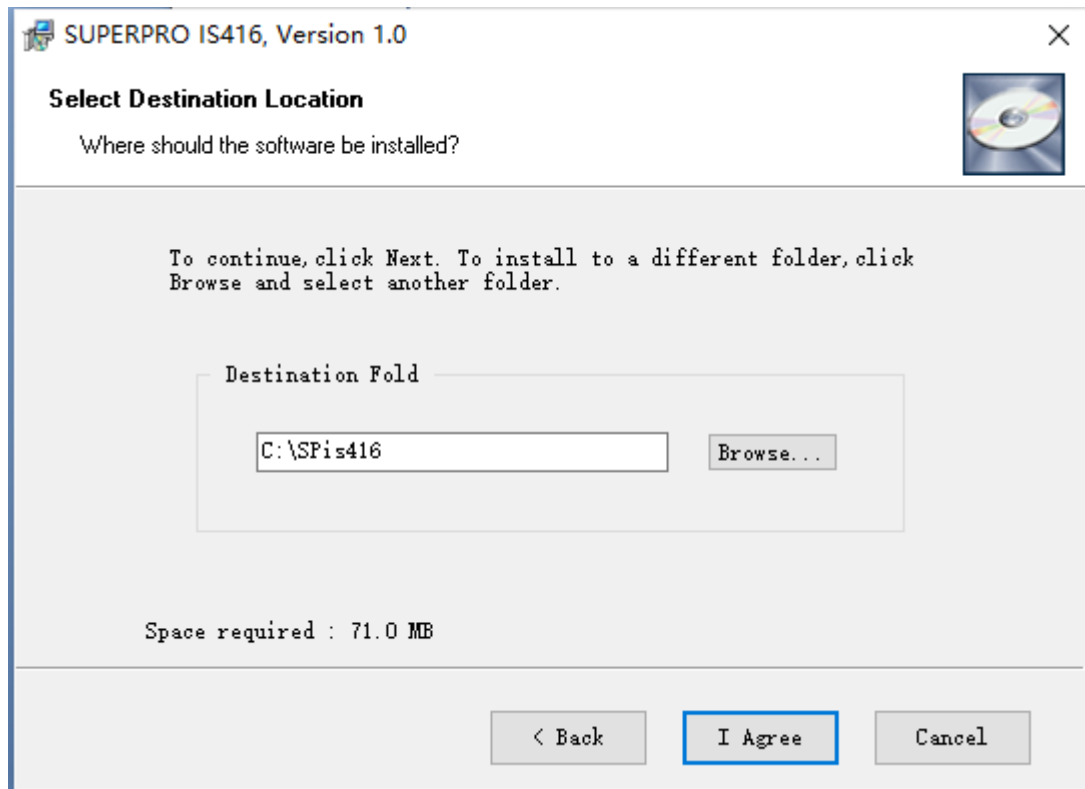 SUPERPRO IS416, Version 1.0
Select Destination Location
Where should the software be installed?
To continue,click Next. To install to a different folder,click
Browse and select another folder.
Destination Fold
C:\SPis416
Browse...
Space required : 71.0 MB
< Back
I Agree
Cancel